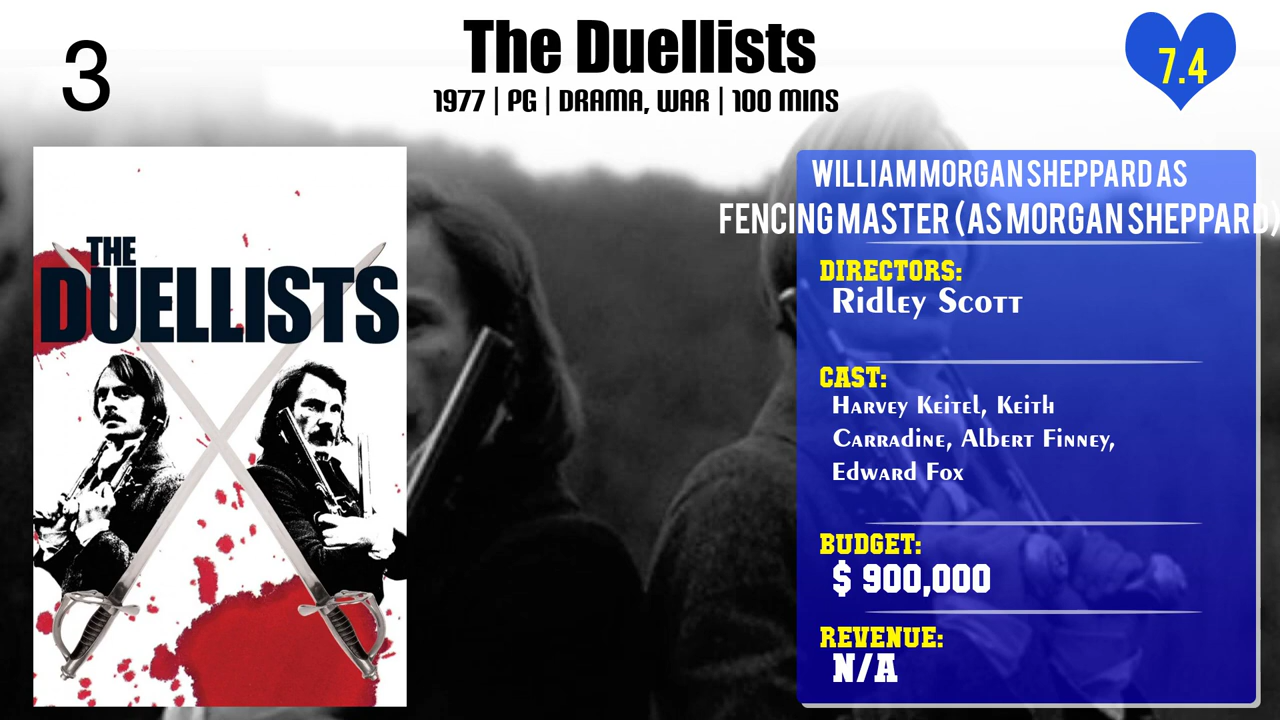 3
The Duellists
1977 | PG | DRAMA, WAR | 100 MINS
7.4
THE
DUELLISTS
WILLIAM MORGAN SHEPPARD AS
FENCING MASTER (AS MORGAN SHEPPARD)
DIRECTORS:
Ridley Scott
CAST:
Harvey Keitel, Keith
Carradine, Albert Finney,
Edward Fox
BUDGET:
$ 900,000
REVENUE:
N/A